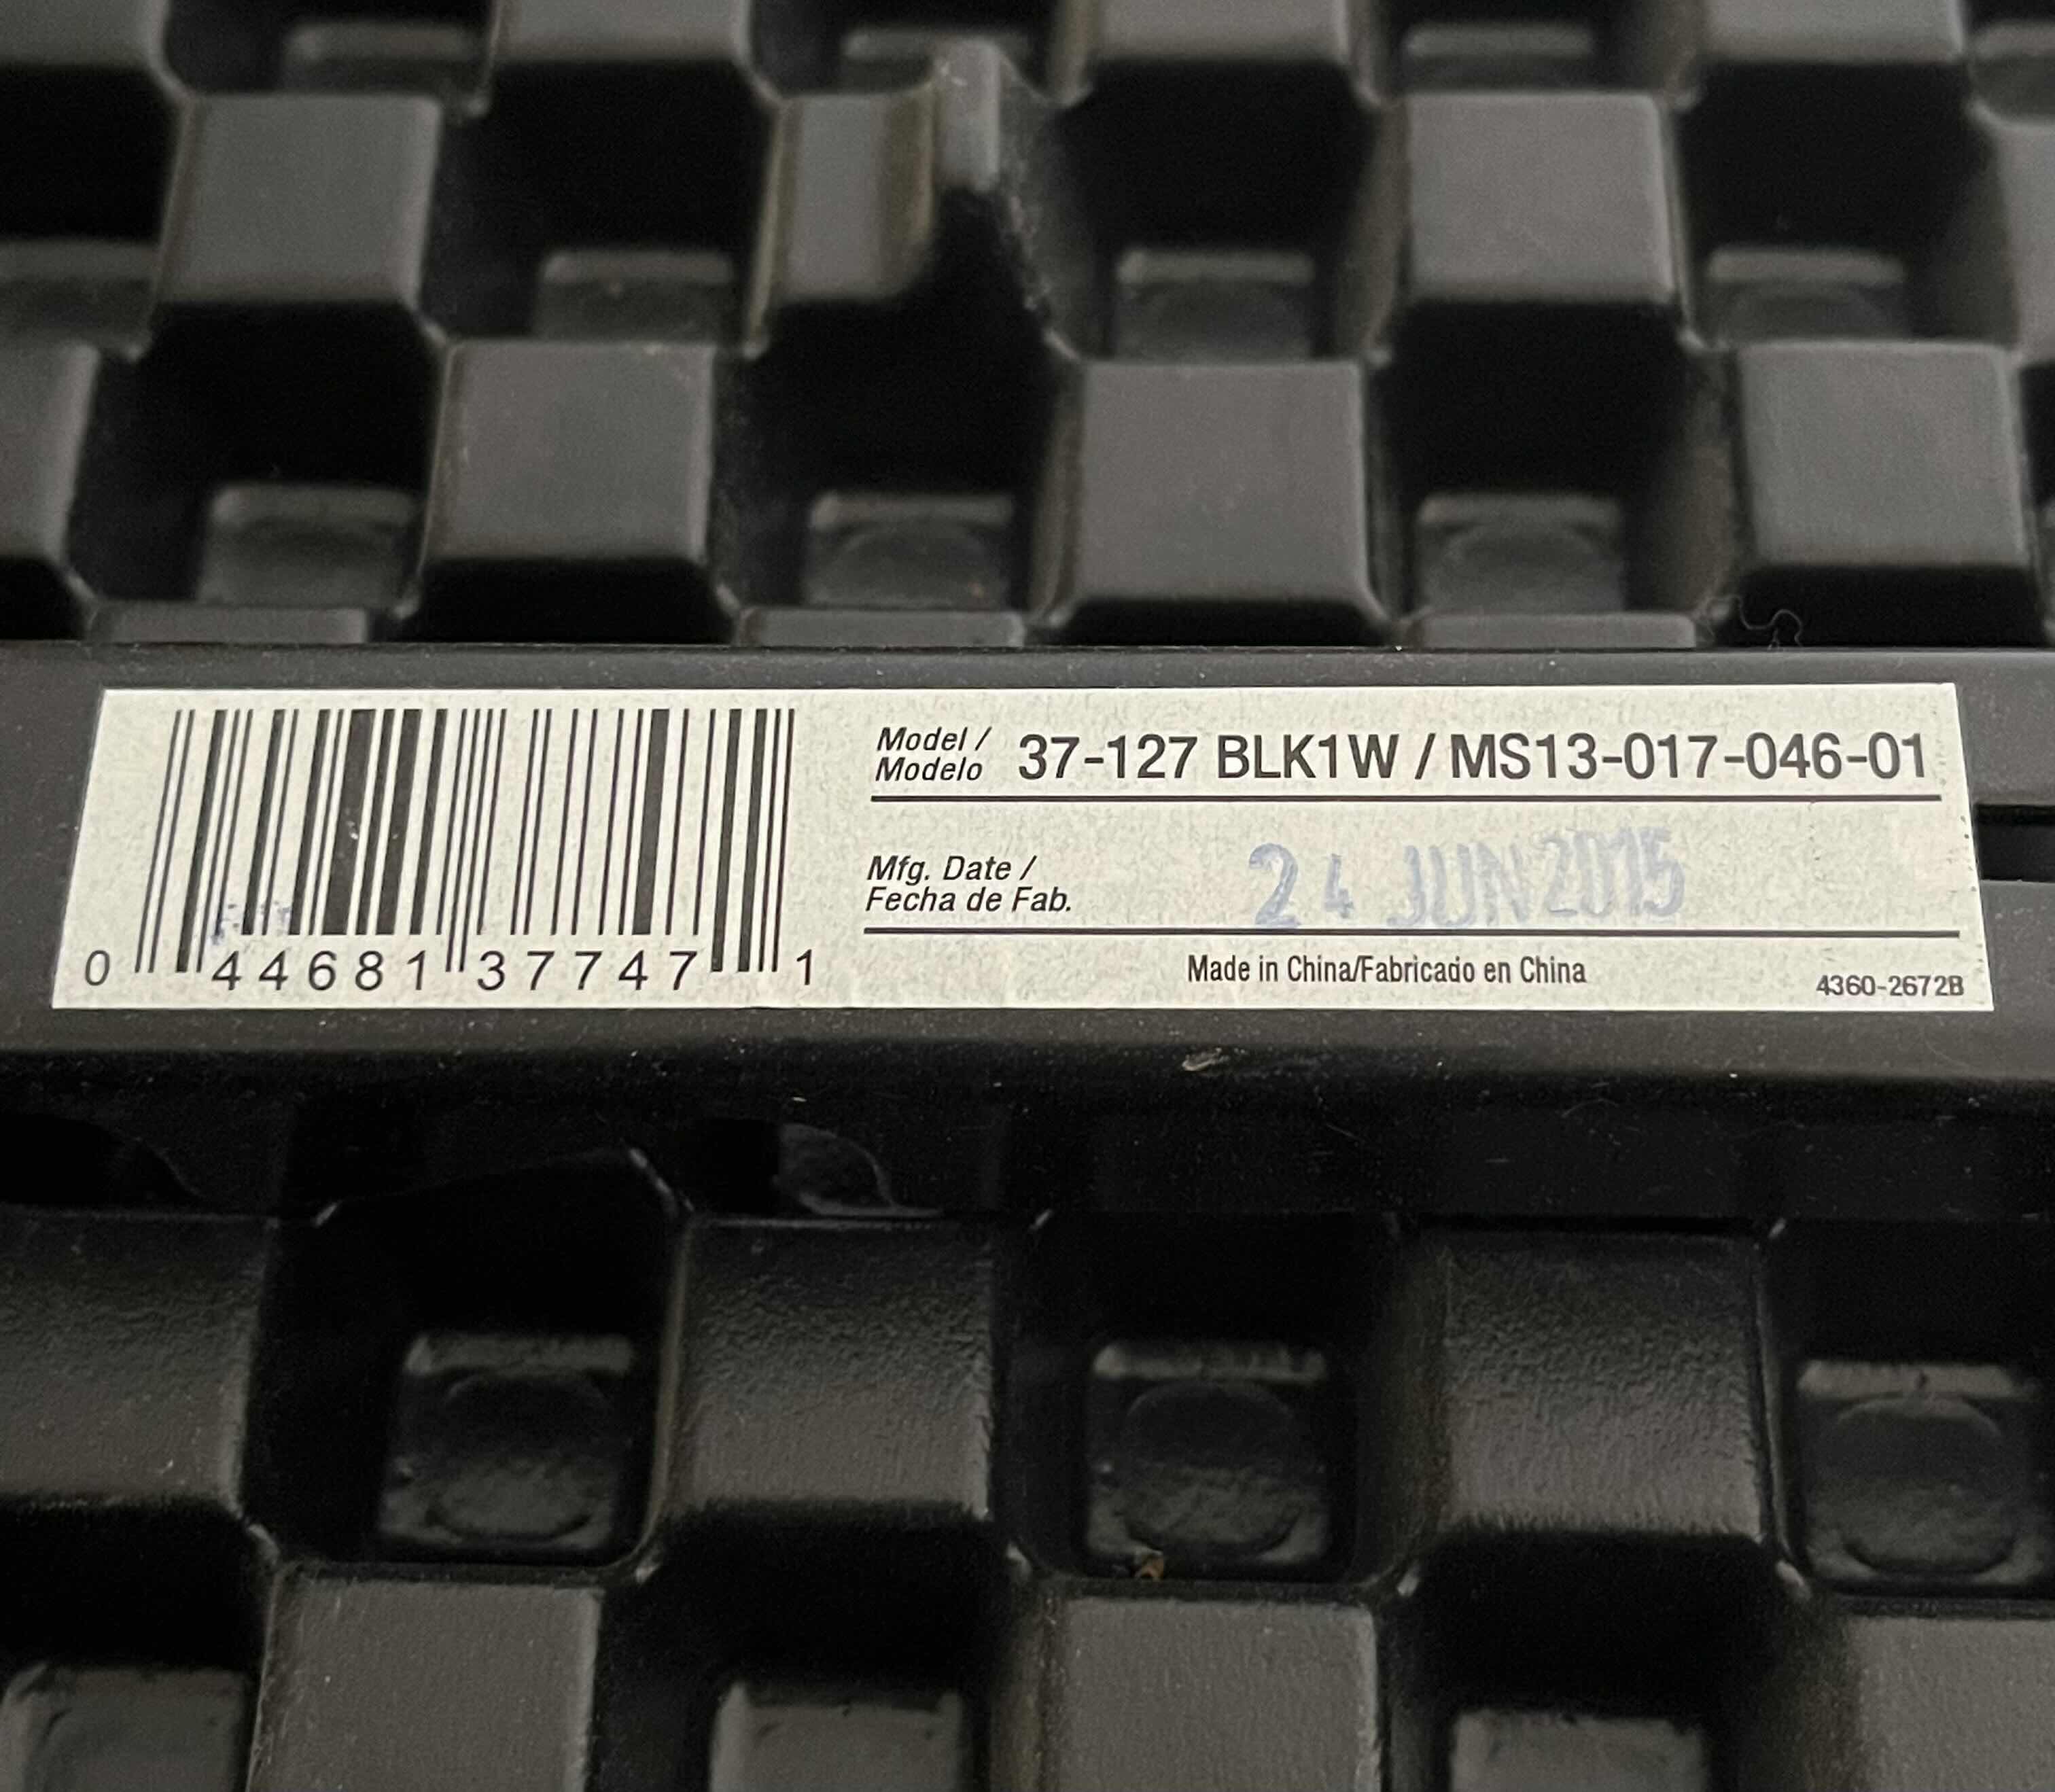 Model /
Modelo 37-127 BLK1W / MS13-017-046-01
Mfg. Date /
Fecha de Fab. 24 JUN 2015
Made in China/Fabricado en China
4360-2672B
0 44681 37747 1